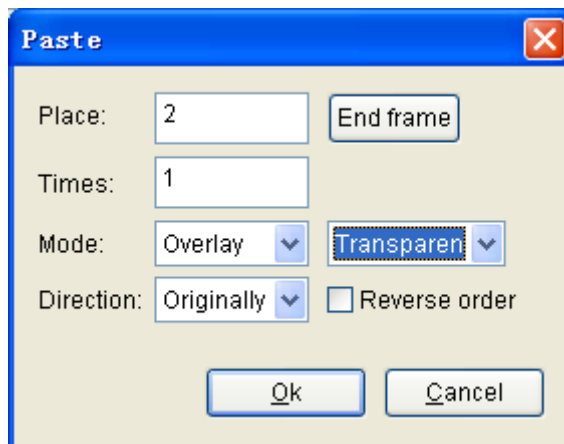 Paste
Place: 2 End frame
Times: 1
Mode: Overlay Transparen
Direction: Originally Reverse order
Ok Cancel